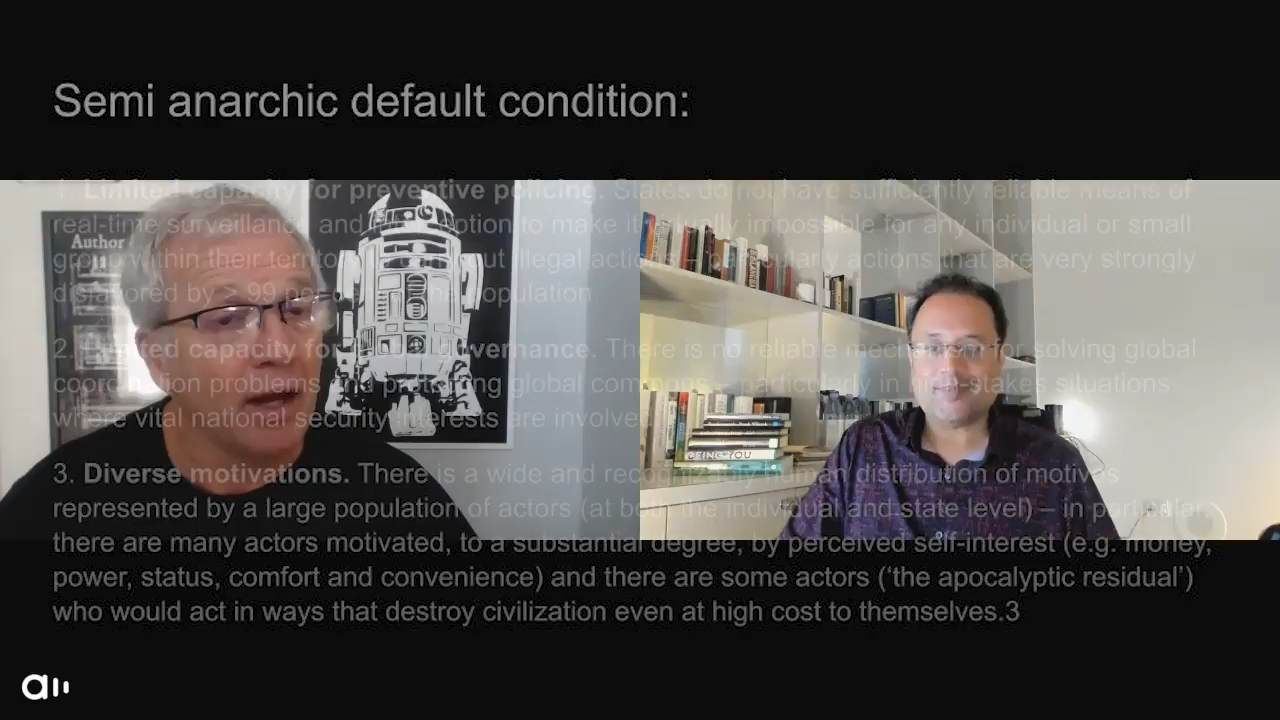 Semi anarchic default condition:
1. Limited capacity for preventive policing. States do not have sufficiently reliable means of
real-time surveillance and interception to make it virtually impossible for any individual or small
group within their territory to carry out illegal actions – particularly actions that are very strongly
disfavored by > 99% of the population.
2. Limited capacity for global governance. There is no reliable mechanism for solving global
coordination problems and protecting global commons – particularly in high-stakes situations
where vital national security interests are involved.
3. Diverse motivations. There is a wide and recognizably human distribution of motives
represented by a large population of actors (at both the individual and state level) – in particular,
there are many actors motivated, to a substantial degree, by perceived self-interest (e.g. money,
power, status, comfort and convenience) and there are some actors (‘the apocalyptic residual’)
who would act in ways that destroy civilization even at high cost to themselves.3
Author
BEING YOU
a